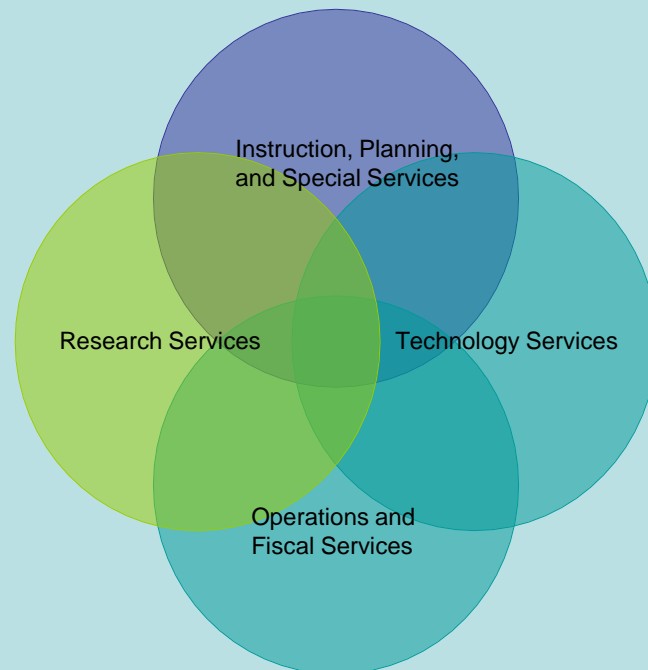 Instruction, Planning,
and Special Services
Research Services
Technology Services
Operations and
Fiscal Services